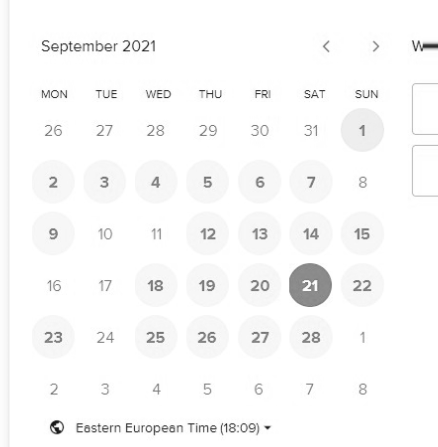 September 2021
MON TUE WED THU FRI SAT SUN
26 27 28 29 30 31 1
2 3 4 5 6 7 8
9 10 11 12 13 14 15
16 17 18 19 20 21 22
23 24 25 26 27 28 1
2 3 4 5 6 7 8
Eastern European Time (18:09)